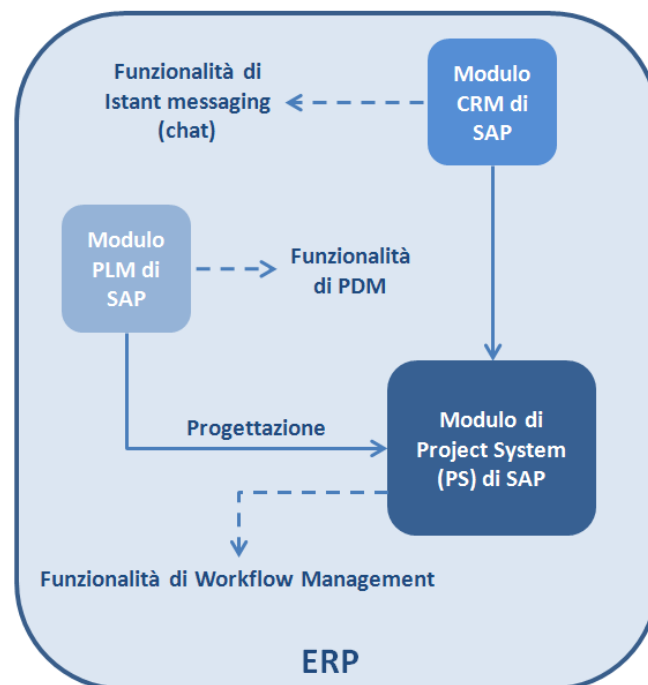 Funzionalità di
Istant messaging
(chat)
Modulo
CRM di
SAP
Modulo
PLM di
SAP
Funzionalità
di PDM
Progettazione
Modulo di
Project System
(PS) di SAP
Funzionalità di Workflow Management
ERP